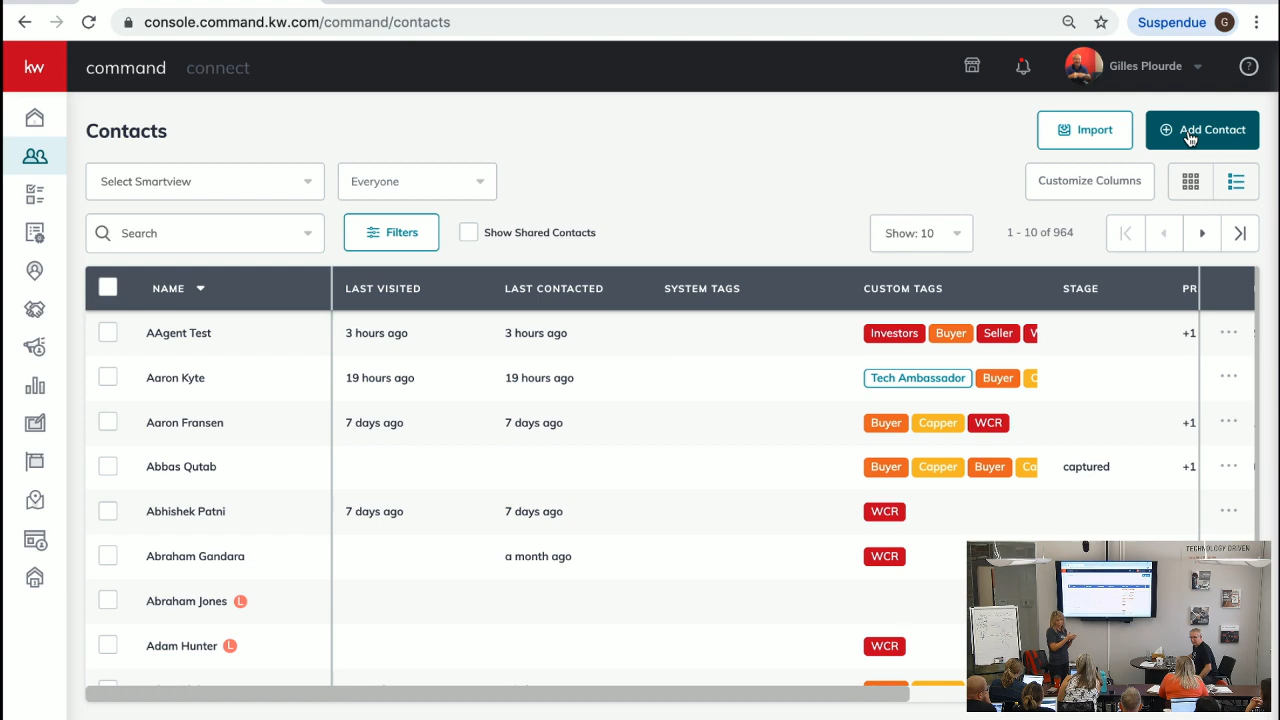 console.command.kw.com/command/contacts
Suspendue G
kw command connect Gilles Plourde ?
Contacts
Import
Add Contact
Select Smartview
Everyone
Customize Columns
Search
Filters
Show Shared Contacts
Show: 10
1 - 10 of 964
NAME LAST VISITED LAST CONTACTED SYSTEM TAGS CUSTOM TAGS STAGE PR
AAgent Test 3 hours ago 3 hours ago Investors Buyer Seller +1
Aaron Kyte 19 hours ago 19 hours ago Tech Ambassador Buyer
Aaron Fransen 7 days ago 7 days ago Buyer Capper WCR +1
Abbas Qutab Buyer Capper Buyer Ca captured +1
Abhishek Patni 7 days ago 7 days ago WCR
Abraham Gandara a month ago WCR
Abraham Jones L
Adam Hunter L WCR
TECHNOLOGY DRIVEN